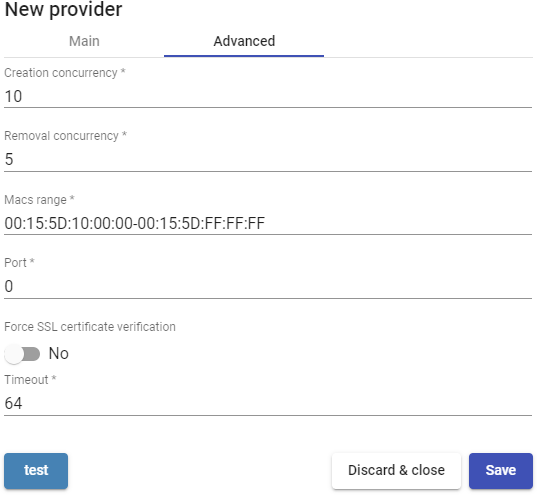 New provider
Main Advanced
Creation concurrency *
10
Removal concurrency *
5
Macs range *
00:15:5D:10:00:00-00:15:5D:FF:FF:FF
Port *
0
Force SSL certificate verification
No
Timeout *
64
test Discard & close Save